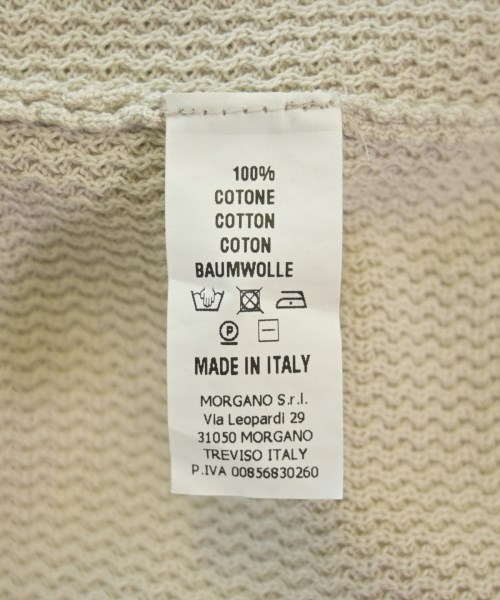 100%
COTONE
COTTON
COTON
BAUMWOLLE
P
MADE IN ITALY
MORGANO S.r.l.
Via Leopardi 29
31050 MORGANO
TREVISO ITALY
P.IVA 00856830260